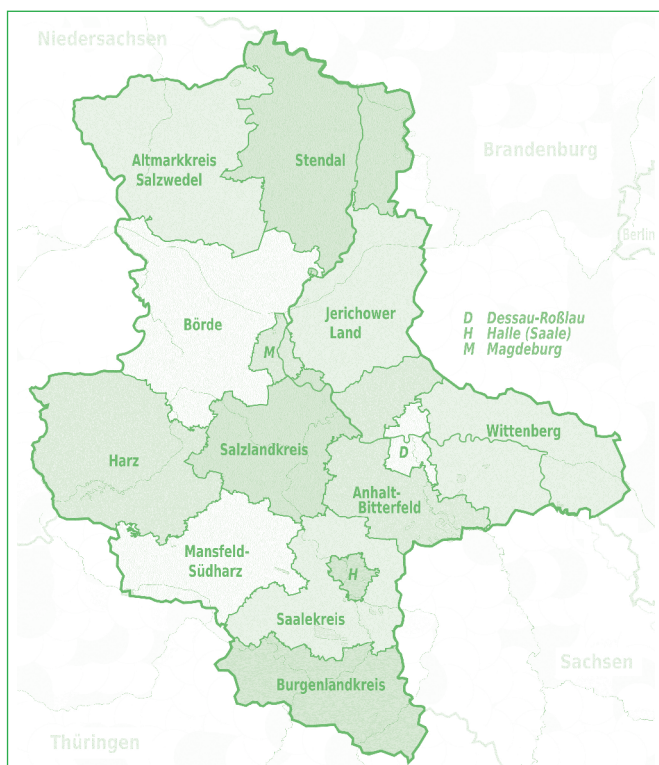 Niedersachsen
Altmarkkreis
Salzwedel
Stendal
Brandenburg
Berlin
Börde
Jerichower
Land
M
D Dessau-Roßlau
H Halle (Saale)
M Magdeburg
Harz
Salzlandkreis
D
Wittenberg
Anhalt-
Bitterfeld
Mansfeld-
Südharz
H
Saalekreis
Sachsen
Burgenlandkreis
Thüringen